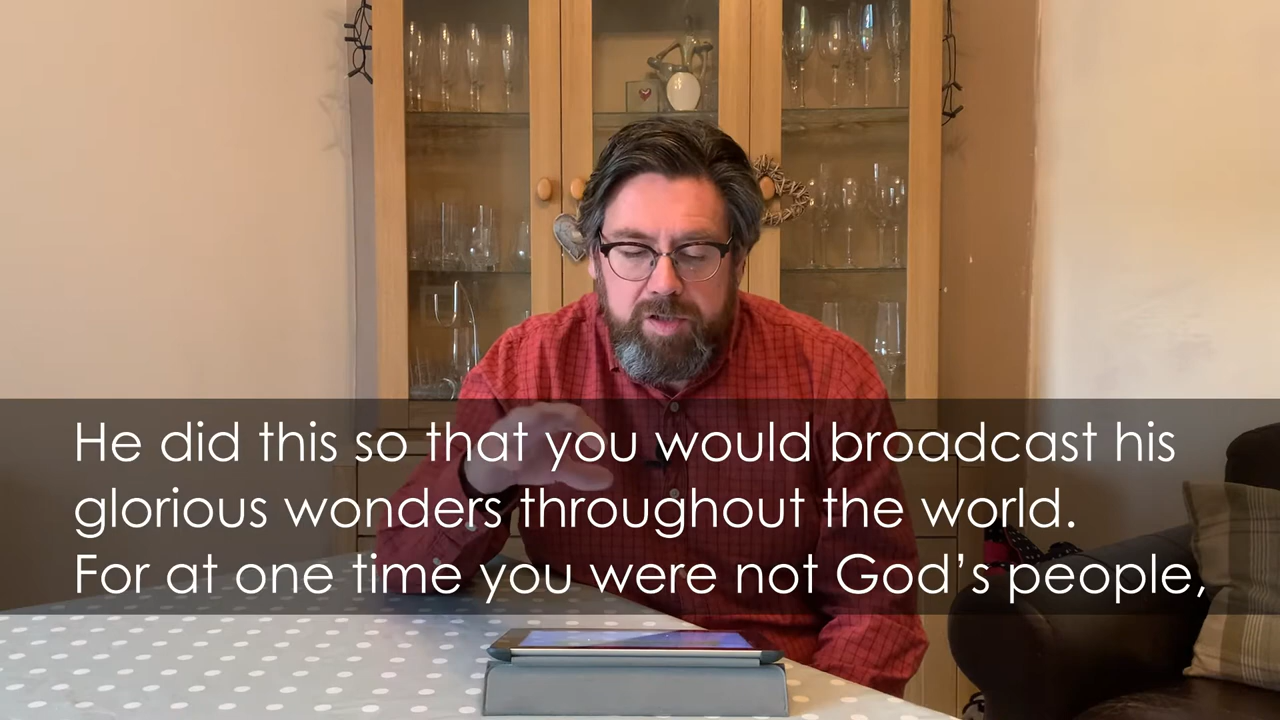 He did this so that you would broadcast his
glorious wonders throughout the world.
For at one time you were not God’s people,